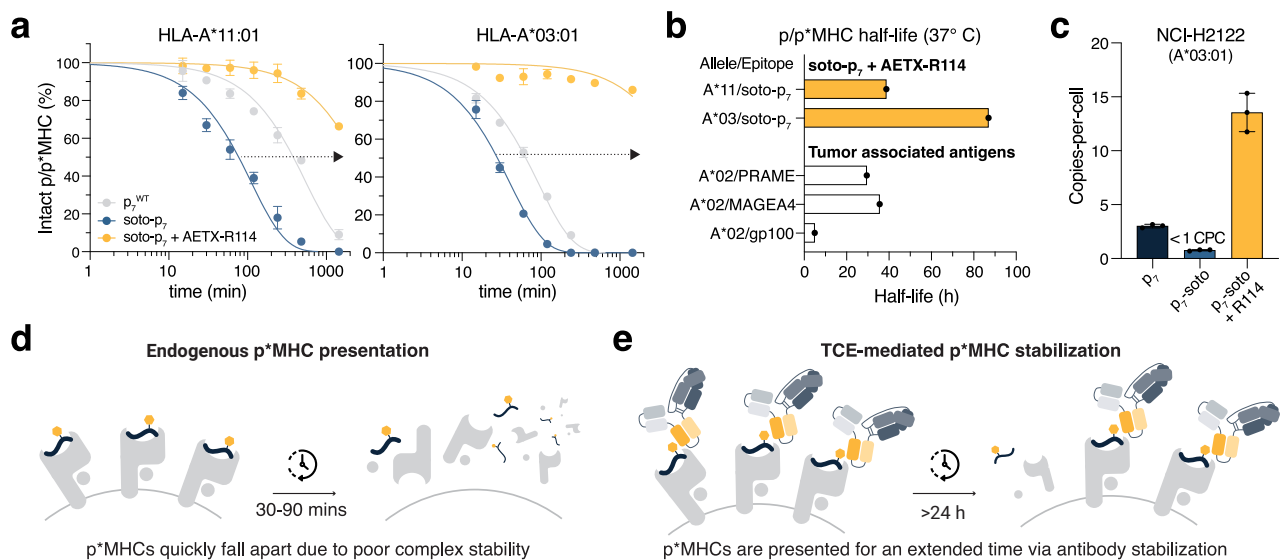 a
HLA-A*11:01
HLA-A*03:01
Intact p/p*MHC (%)
100
80
60
40
20
0
p₇ᵂᵀ
soto-p₇
soto-p₇ + AETX-R114
1
10
100
1000
time (min)
100
80
60
40
20
0
1
10
100
1000
time (min)
b
p/p*MHC half-life (37° C)
Allele/Epitope
soto-p₇ + AETX-R114
A*11/soto-p₇
A*03/soto-p₇
Tumor associated antigens
A*02/PRAME
A*02/MAGEA4
A*02/gp100
0
20
40
60
80
100
Half-life (h)
c
NCI-H2122
(A*03:01)
Copies-per-cell
20
15
10
5
0
< 1 CPC
p₇
p₇-soto
p₇-soto
+ R114
d
Endogenous p*MHC presentation
30-90 mins
p*MHCs quickly fall apart due to poor complex stability
e
TCE-mediated p*MHC stabilization
>24 h
p*MHCs are presented for an extended time via antibody stabilization